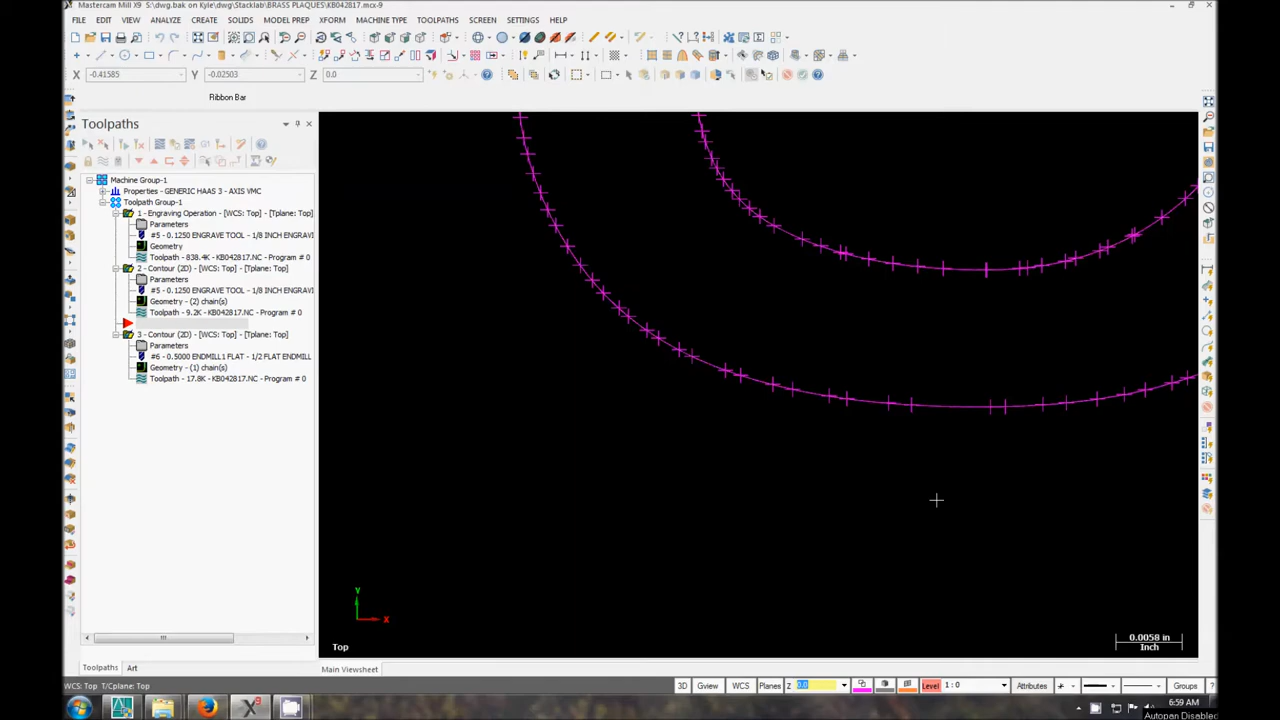 Mastercam Mill X9 S:\dwg.bak on Kyle\dwg\Stacklab\BRASS PLAQUES\KB042817.mcx-9
FILE EDIT VIEW ANALYZE CREATE SOLIDS MODEL PREP XFORM MACHINE TYPE TOOLPATHS SCREEN SETTINGS HELP
X -0.41585 Y -0.02503 Z 0.0
Ribbon Bar
Toolpaths
Machine Group-1
Properties - GENERIC HAAS 3 - AXIS VMC
Toolpath Group-1
1 - Engraving Operation - [WCS: Top] - [Tplane: Top]
Parameters
#5 - 0.1250 ENGRAVE TOOL - 1/8 INCH ENGRAVI
Geometry
Toolpath - 838.4K - KB042817.NC - Program # 0
2 - Contour (2D) - [WCS: Top] - [Tplane: Top]
Parameters
#5 - 0.1250 ENGRAVE TOOL - 1/8 INCH ENGRAVI
Geometry - (2) chain(s)
Toolpath - 9.2K - KB042817.NC - Program # 0
3 - Contour (2D) - [WCS: Top] - [Tplane: Top]
Parameters
#6 - 0.5000 ENDMILL1 FLAT - 1/2 FLAT ENDMILL
Geometry - (1) chain(s)
Toolpath - 17.8K - KB042817.NC - Program # 0
Y
X
Top
0.0058 in
Inch
Toolpaths Art
Main Viewsheet
WCS: Top T/Cplane: Top
3D Gview WCS Planes Z 0.0 Level 1 : 0 Attributes Groups ?
6:59 AM
Autopan Disabled